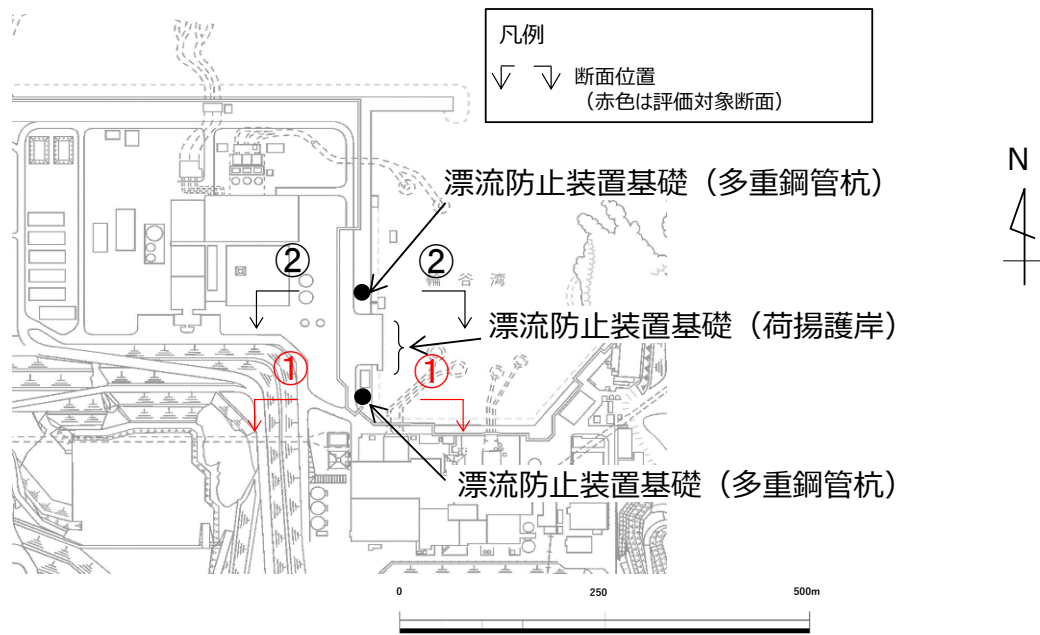 凡例
断面位置
（赤色は評価対象断面）
N
漂流防止装置基礎（多重鋼管杭）
②
②
輪谷湾
漂流防止装置基礎（荷揚護岸）
①
①
漂流防止装置基礎（多重鋼管杭）
0
250
500m